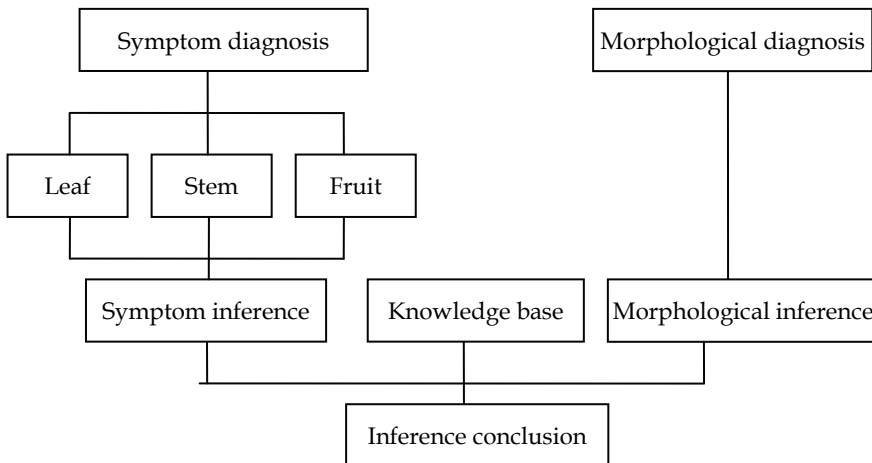 Symptom diagnosis
Morphological diagnosis
Leaf
Stem
Fruit
Symptom inference
Knowledge base
Morphological inference
Inference conclusion